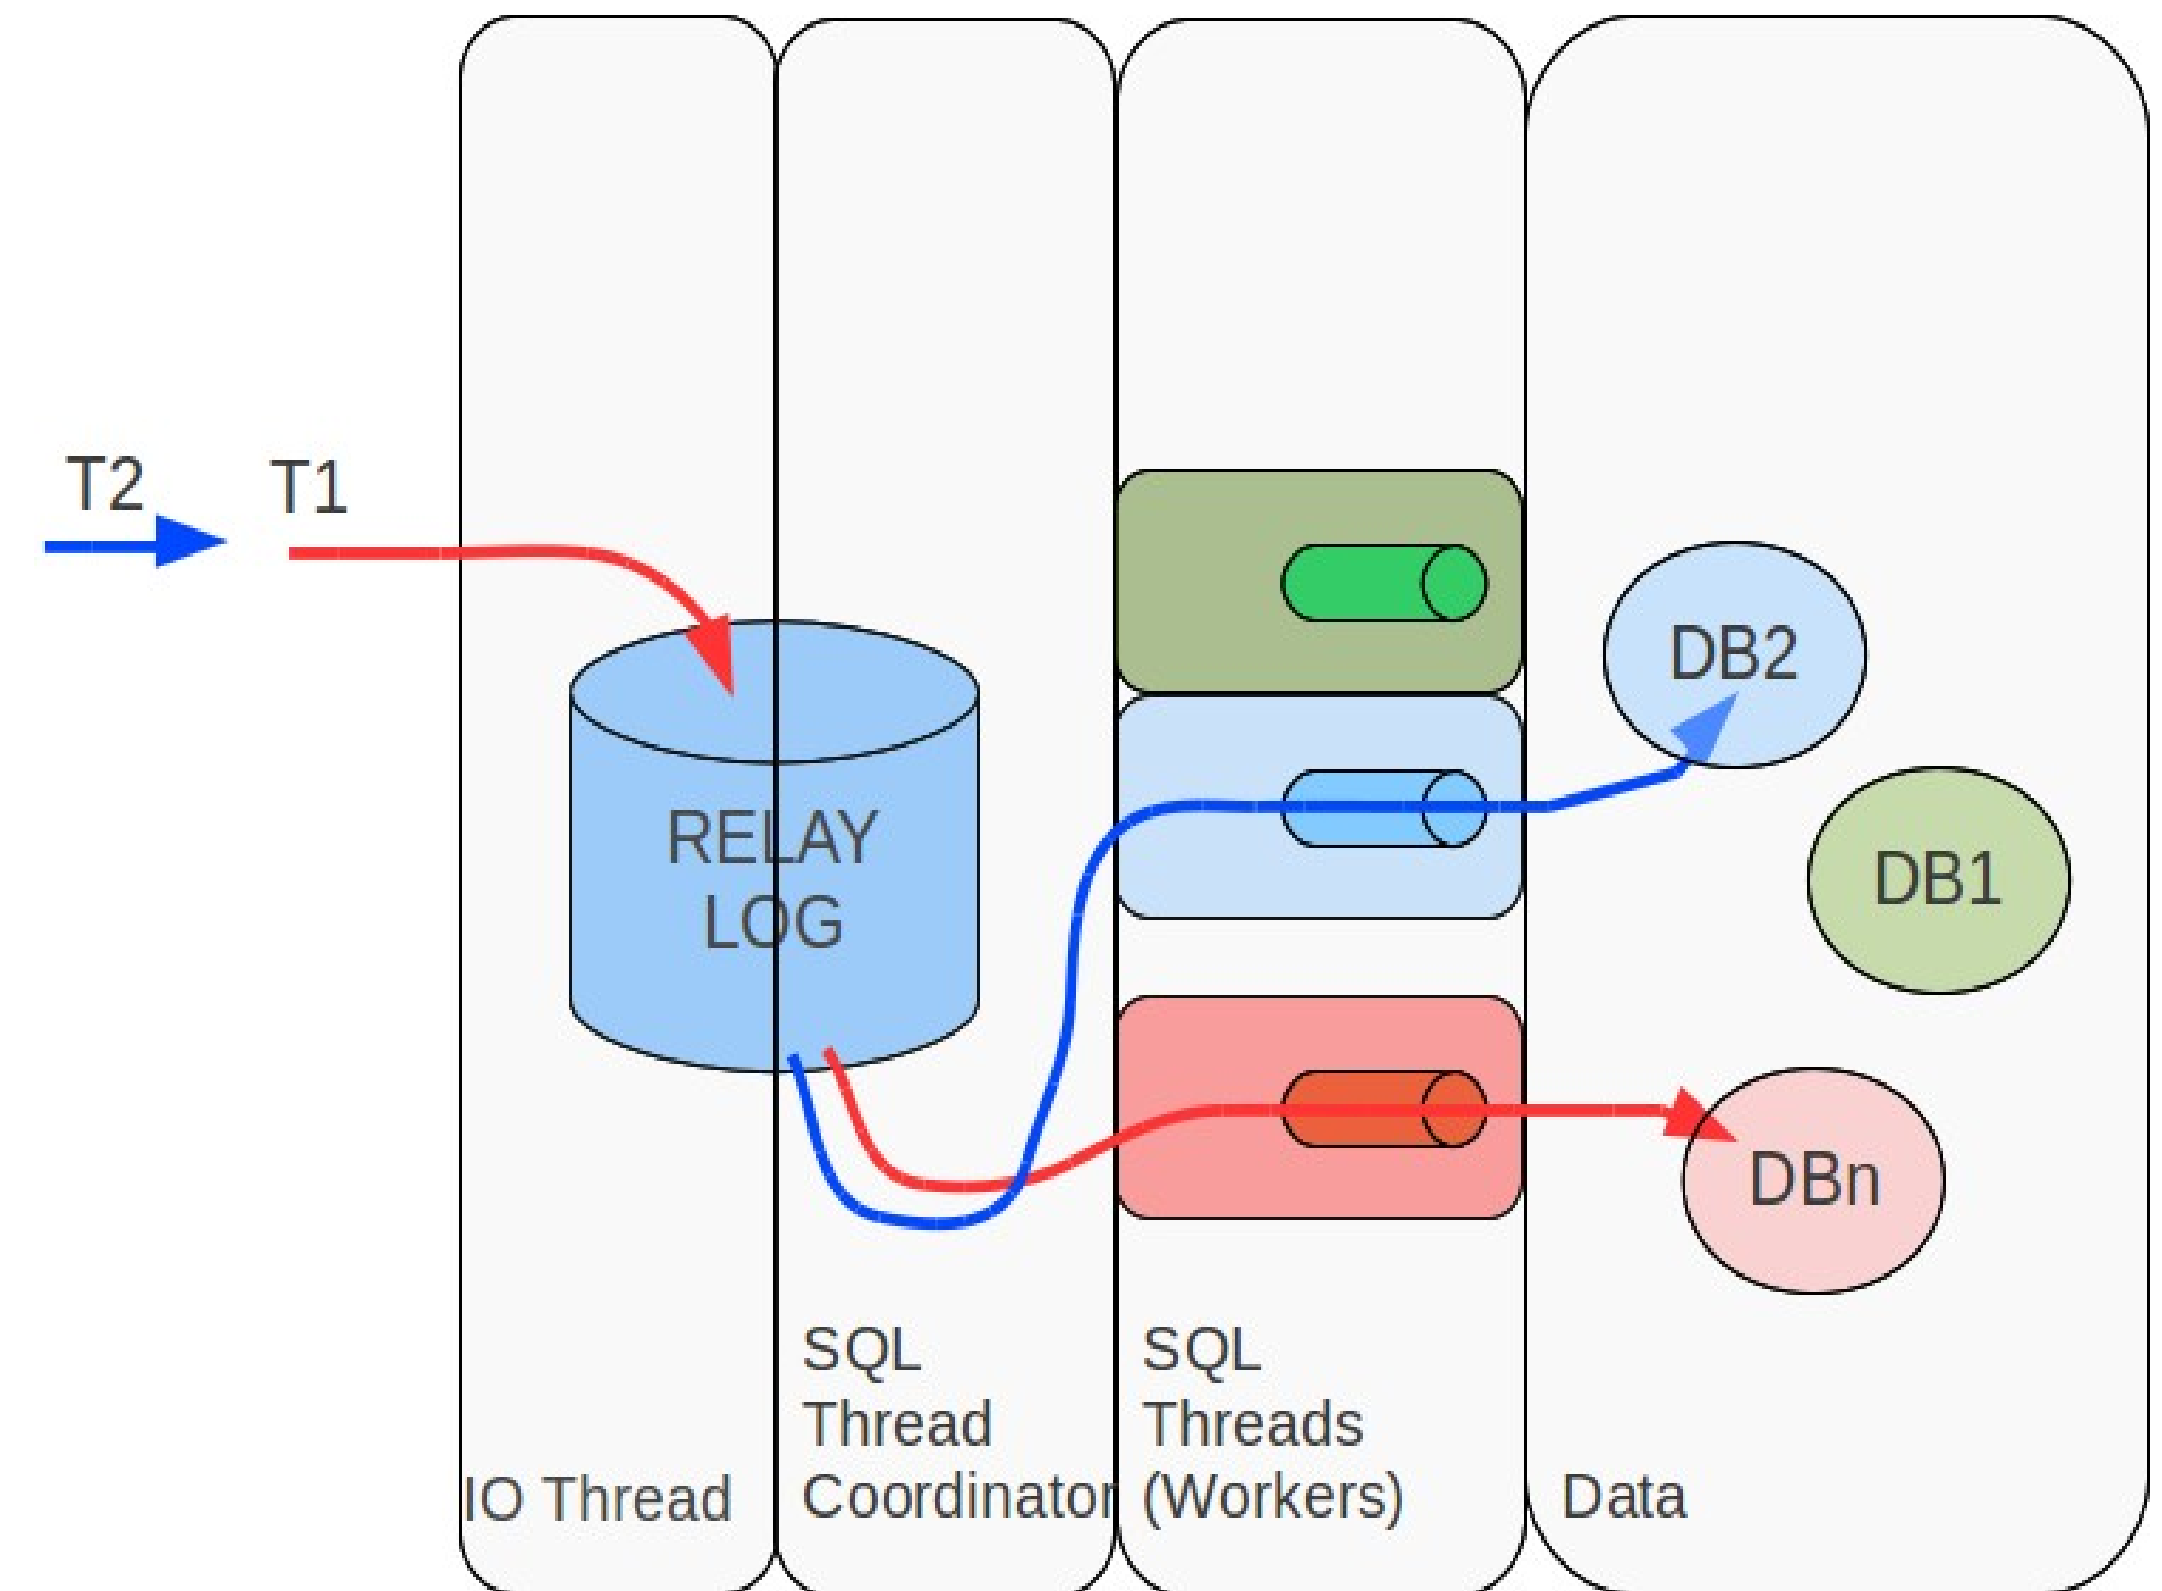 T2
T1
RELAY
LOG
DB2
DB1
DBn
IO Thread
SQL
Thread
Coordinator
SQL
Threads
(Workers)
Data